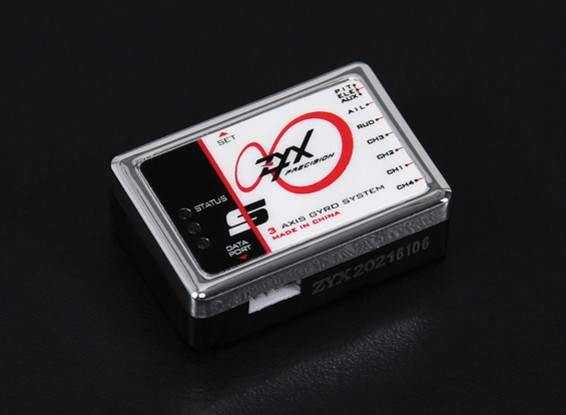 SET
PIT
ELE
AUX
AIL
RUD
CH3
CH2
CH1
CH4
ZYX
PRECISION
STATUS
S
3 AXIS GYRO SYSTEM
MADE IN CHINA
DATA
PORT
ZYX20216106